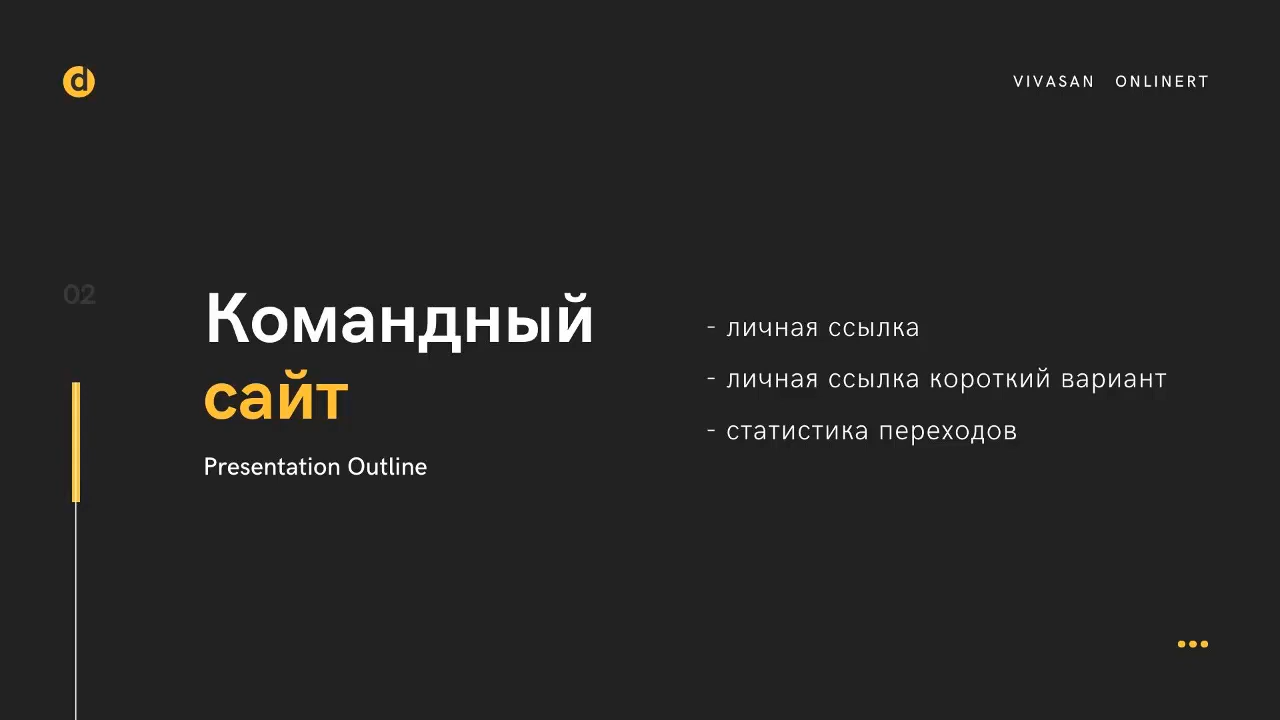 d
VIVASAN ONLINERT
02
Командный
сайт
Presentation Outline
- личная ссылка
- личная ссылка короткий вариант
- статистика переходов